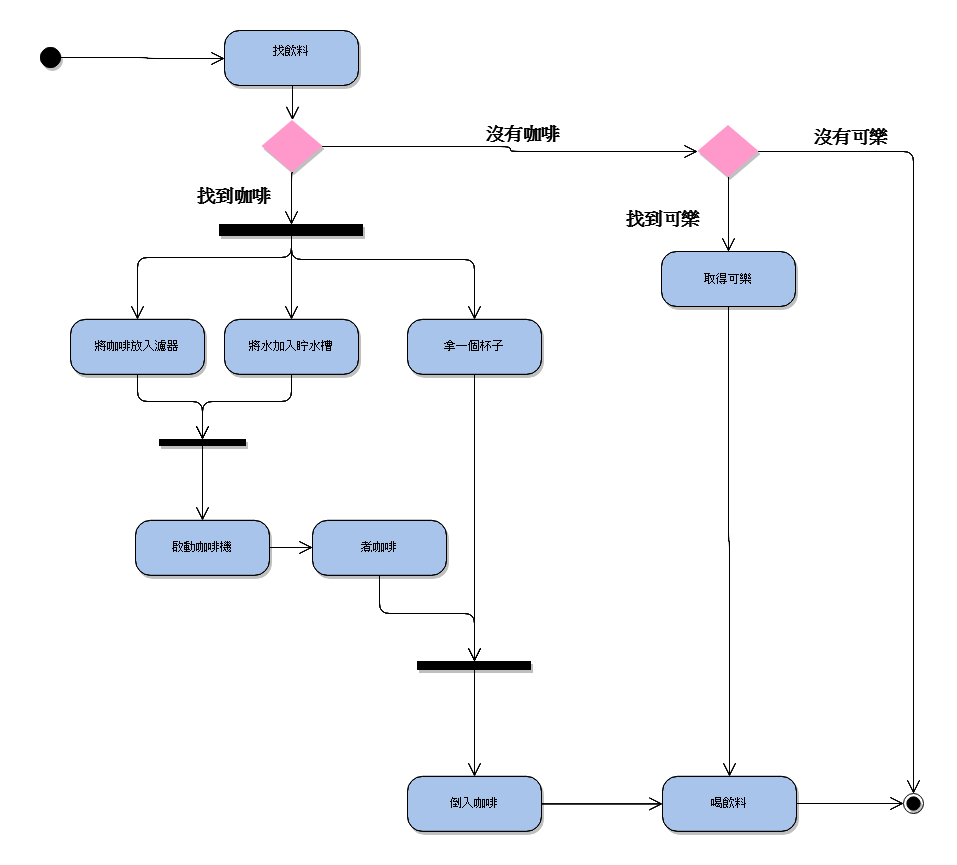 找飲料
沒有咖啡
沒有可樂
找到咖啡
找到可樂
取得可樂
將咖啡放入濾器
將水加入貯水槽
拿一個杯子
啟動咖啡機
煮咖啡
倒入咖啡
喝飲料